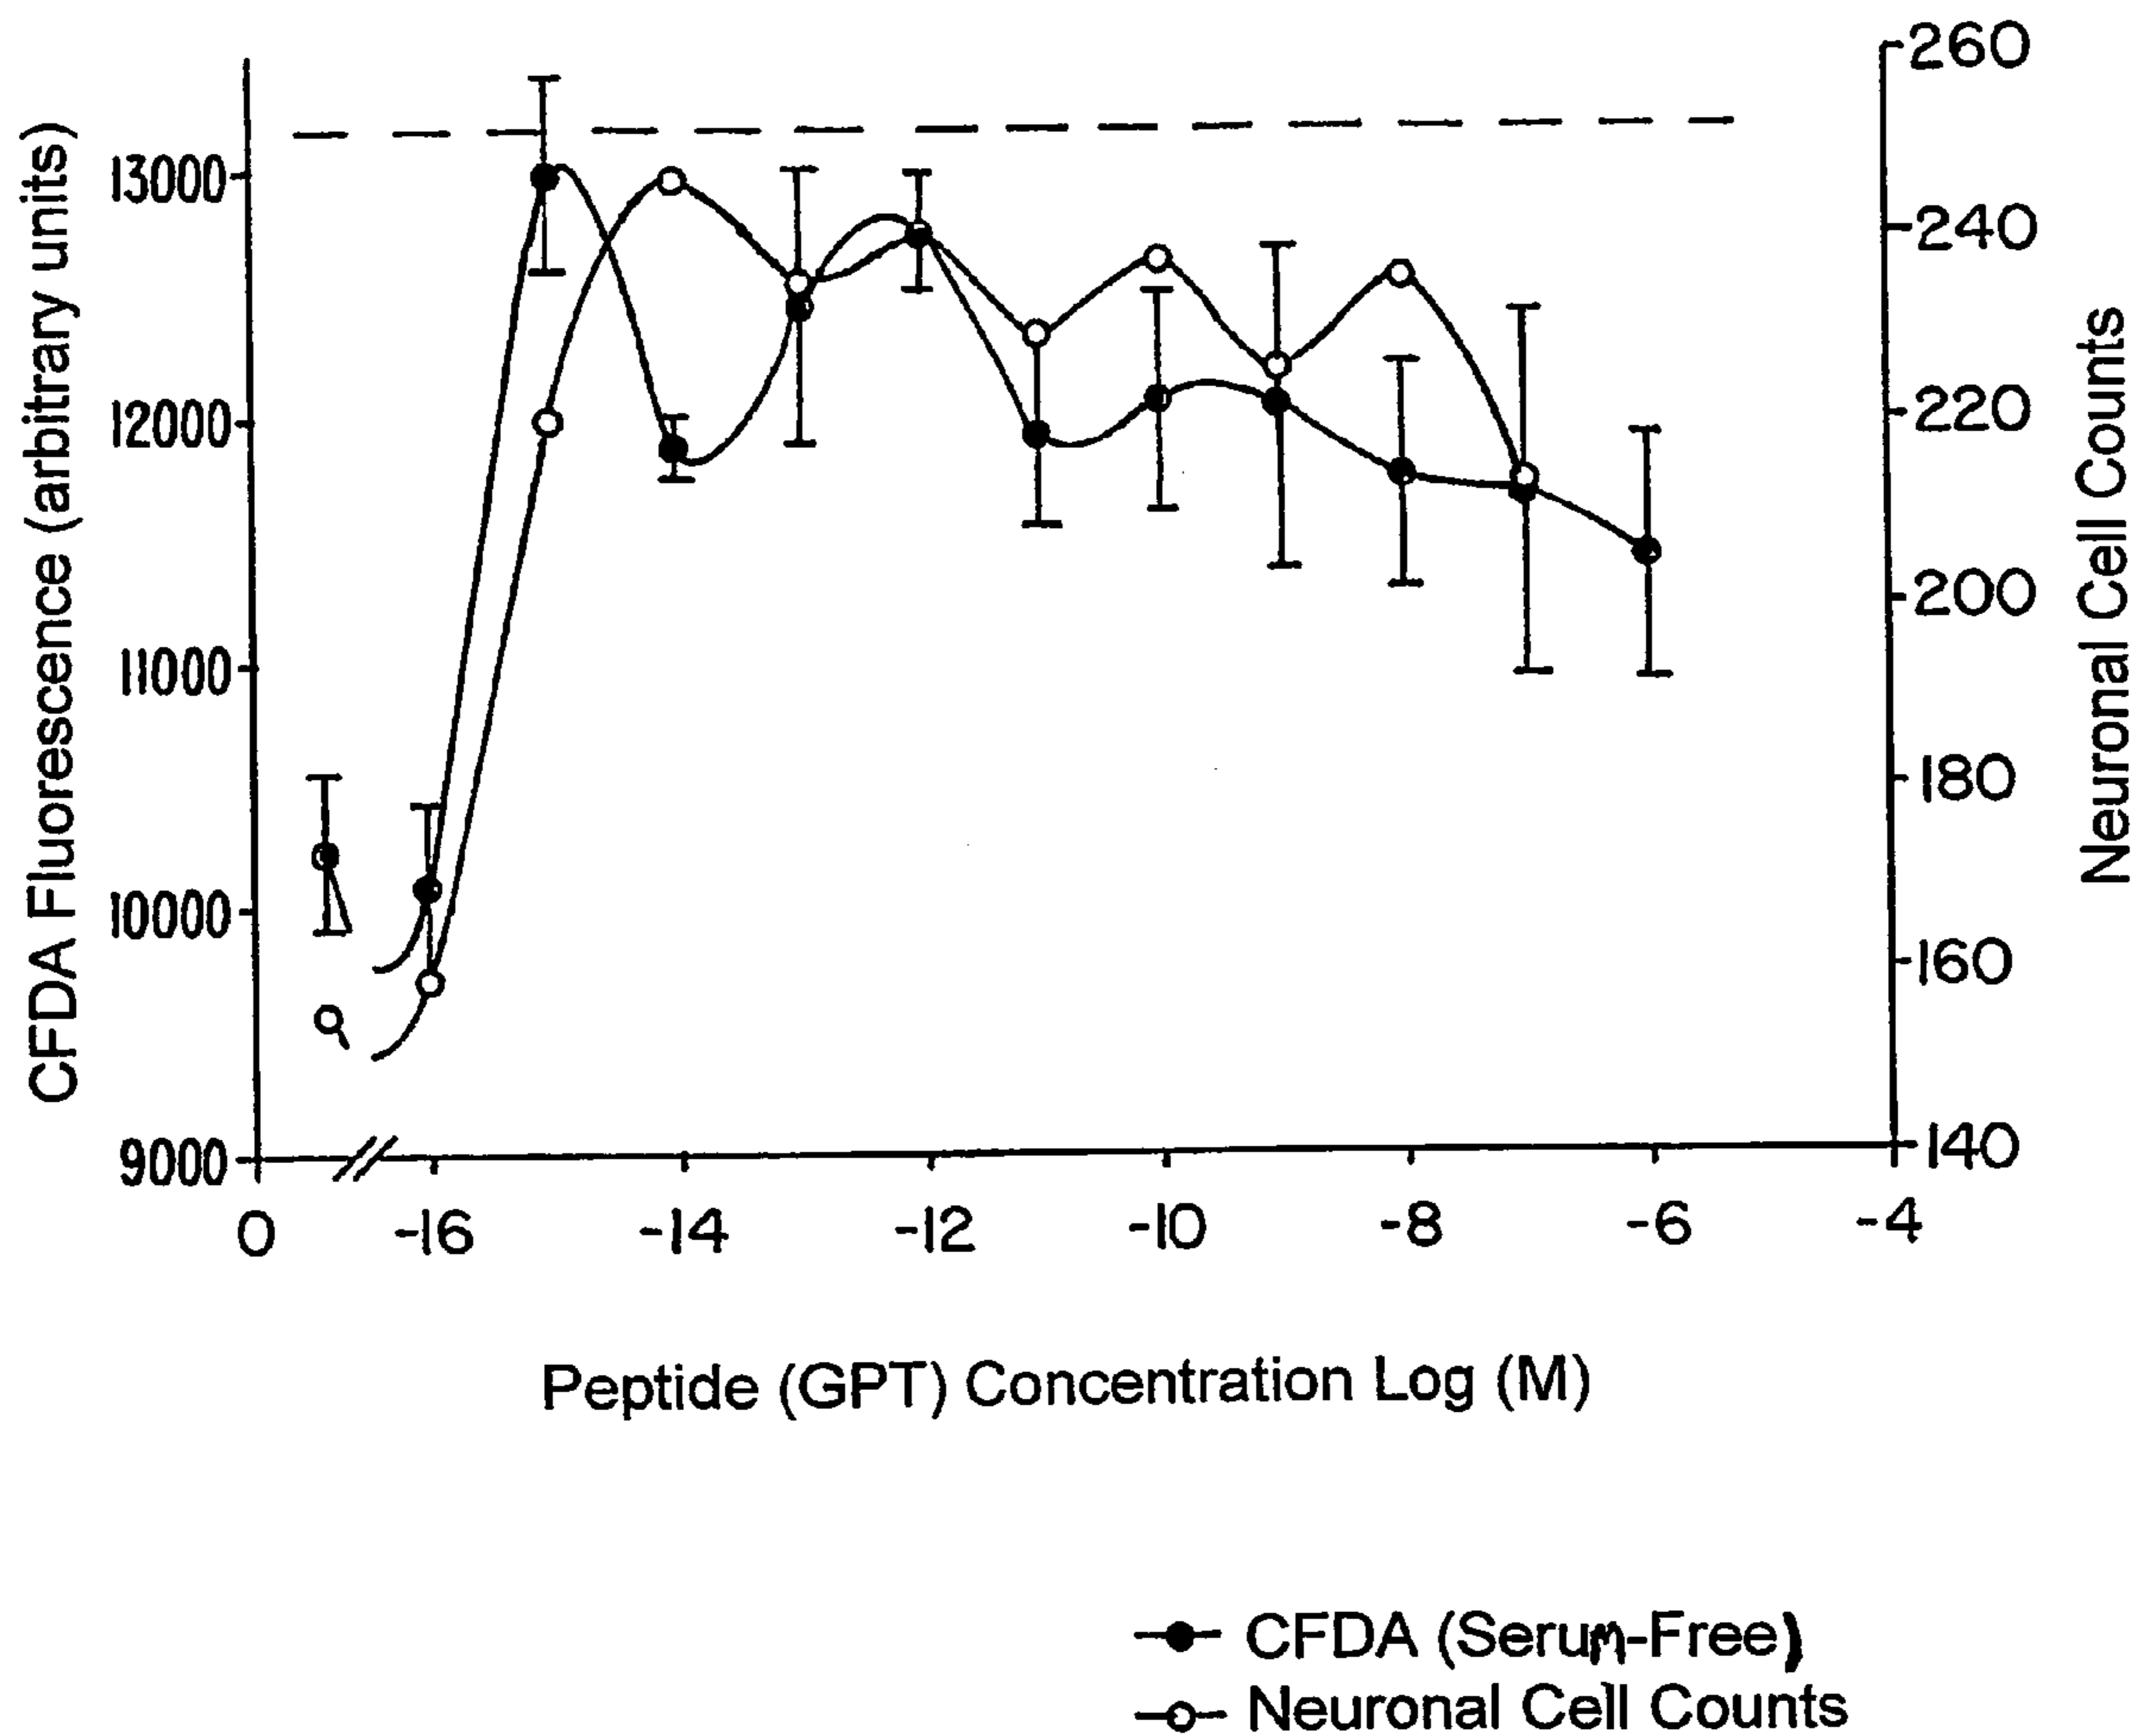 CFDA Fluorescence (arbitrary units)
13000
12000
11000
10000
9000
260
240
220
200
180
160
140
Neuronal Cell Counts
0 -16 -14 -12 -10 -8 -6 -4
Peptide (GPT) Concentration Log (M)
CFDA (Serum-Free)
Neuronal Cell Counts